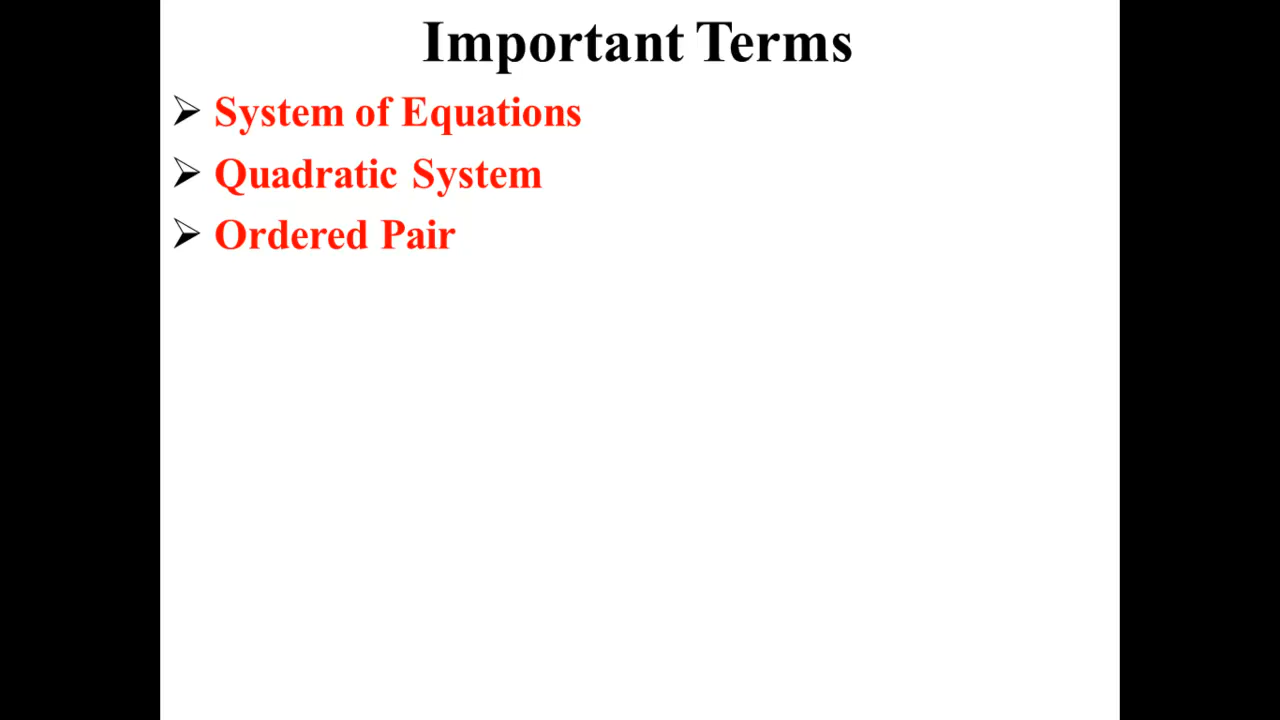 Important Terms
System of Equations
Quadratic System
Ordered Pair